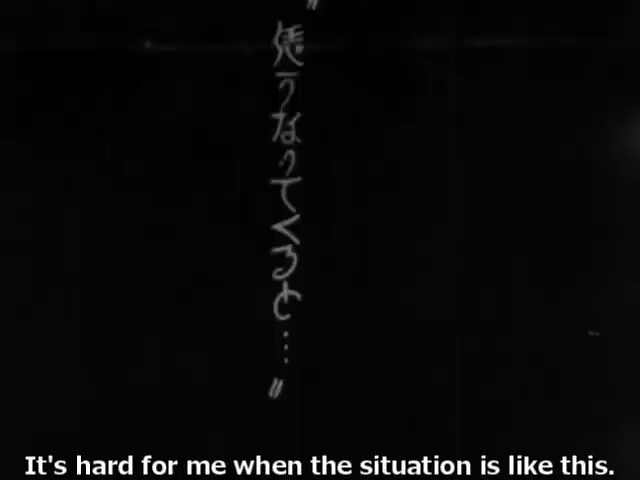 〝恁うなってくると…〟
It's hard for me when the situation is like this.